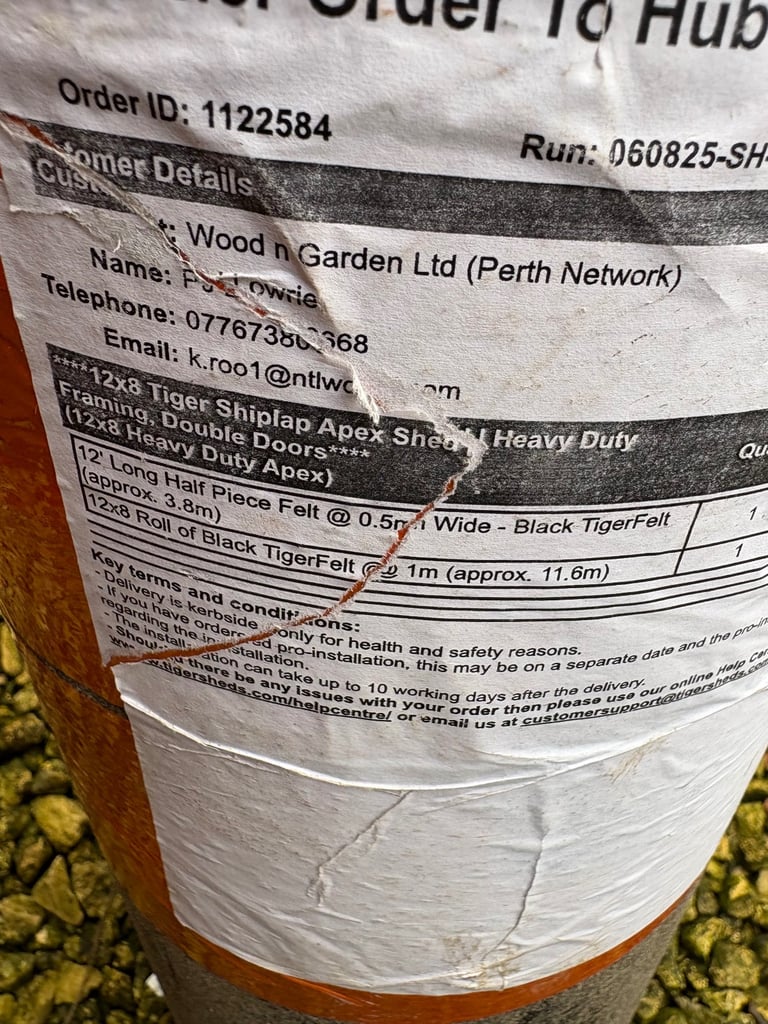 Order To Hub
Order ID: 1122584
Run: 060825-SH-
Customer Details
Wood n Garden Ltd (Perth Network)
Name: Lowrie
Telephone:
Email:
****12x8 Tiger Shiplap Apex Shed Heavy Duty
Framing, Double Doors****
(12x8 Heavy Duty Apex)
12' Long Half Piece Felt @ 0.5m Wide - Black TigerFelt
(approx. 3.8m)
1
12x8 Roll of Black TigerFelt @ 1m (approx. 11.6m)
1
Key terms and conditions:
- Delivery is kerbside only for health and safety reasons.
- If you have ordered pro-installation, this may be on a separate date and the
regarding the installation.
- The installation can take up to 10 working days after the delivery.
- Should there be any issues with your order then please use our online Help
www.tigersheds.com/helpcentre/ or email us at customersupport@tigersheds.com